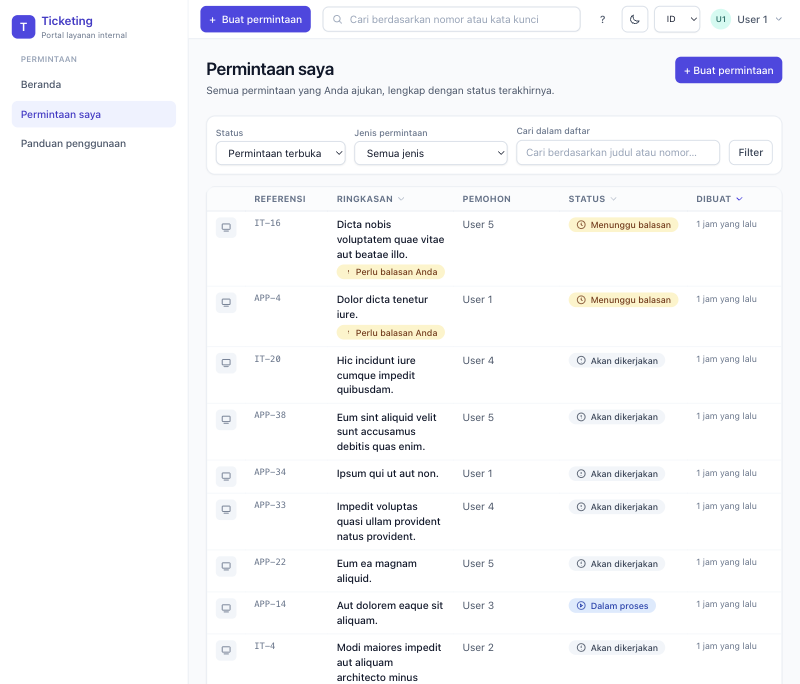 T
Ticketing
Portal layanan internal
PERMINTAAN
Beranda
Permintaan saya
Panduan penggunaan
+ Buat permintaan
Cari berdasarkan nomor atau kata kunci
?
ID
U1
User 1
Permintaan saya
Semua permintaan yang Anda ajukan, lengkap dengan status terakhirnya.
+ Buat permintaan
Status
Permintaan terbuka
Jenis permintaan
Semua jenis
Cari dalam daftar
Cari berdasarkan judul atau nomor...
Filter
REFERENSI RINGKASAN PEMOHON STATUS DIBUAT
IT-16 Dicta nobis User 5 Menunggu balasan 1 jam yang lalu
voluptatem quae vitae
aut beatae illo.
Perlu balasan Anda
APP-4 Dolor dicta tenetur User 1 Menunggu balasan 1 jam yang lalu
iure.
Perlu balasan Anda
IT-20 Hic incidunt iure User 4 Akan dikerjakan 1 jam yang lalu
cumque impedit
quibusdam.
APP-38 Eum sint aliquid velit User 5 Akan dikerjakan 1 jam yang lalu
sunt accusamus
debitis quas enim.
APP-34 Ipsum qui ut aut non. User 1 Akan dikerjakan 1 jam yang lalu
APP-33 Impedit voluptas User 4 Akan dikerjakan 1 jam yang lalu
quasi ullam provident
natus provident.
APP-22 Eum ea magnam User 5 Akan dikerjakan 1 jam yang lalu
aliquid.
APP-14 Aut dolorem eaque sit User 3 Dalam proses 1 jam yang lalu
aliquam.
IT-4 Modi maiores impedit User 2 Akan dikerjakan 1 jam yang lalu
aut aliquam
architecto minus